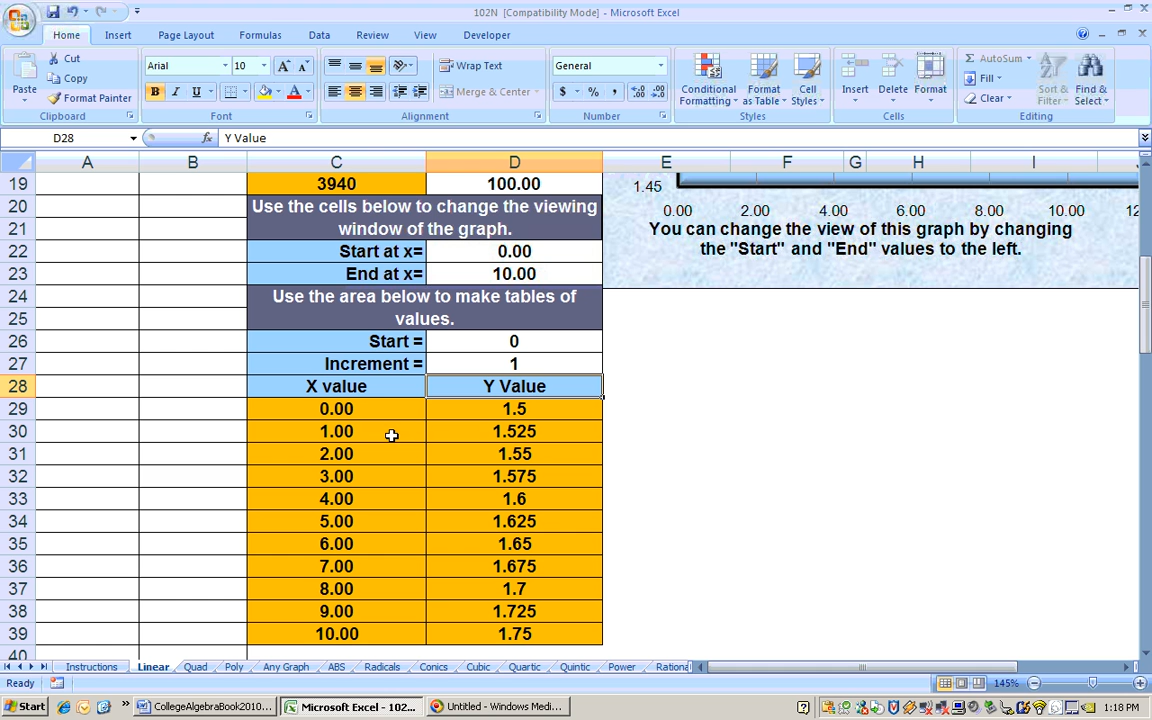 102N [Compatibility Mode] - Microsoft Excel
Home Insert Page Layout Formulas Data Review View Developer
Paste
Cut
Copy
Format Painter
Clipboard
Arial 10 A A
B I U A
Font
Wrap Text
Merge & Center
Alignment
General
$ % ,
Number
Conditional Formatting
Format as Table
Cell Styles
Styles
Insert Delete Format
Cells
Σ AutoSum
Fill
Clear
Sort & Filter
Find & Select
Editing
D28 fx Y Value
A B C D E F G H I
19 3940 100.00 1.45
0.00 2.00 4.00 6.00 8.00 10.00 12
20 Use the cells below to change the viewing
21 window of the graph.
You can change the view of this graph by changing
the "Start" and "End" values to the left.
22 Start at x= 0.00
23 End at x= 10.00
24 Use the area below to make tables of
25 values.
26 Start = 0
27 Increment = 1
28 X value Y Value
29 0.00 1.5
30 1.00 1.525
31 2.00 1.55
32 3.00 1.575
33 4.00 1.6
34 5.00 1.625
35 6.00 1.65
36 7.00 1.675
37 8.00 1.7
38 9.00 1.725
39 10.00 1.75
40
Instructions Linear Quad Poly Any Graph ABS Radicals Conics Cubic Quartic Quintic Power Rationa
Ready 145%
Start CollegeAlgebraBook2010... Microsoft Excel - 102... Untitled - Windows Medi... 1:18 PM